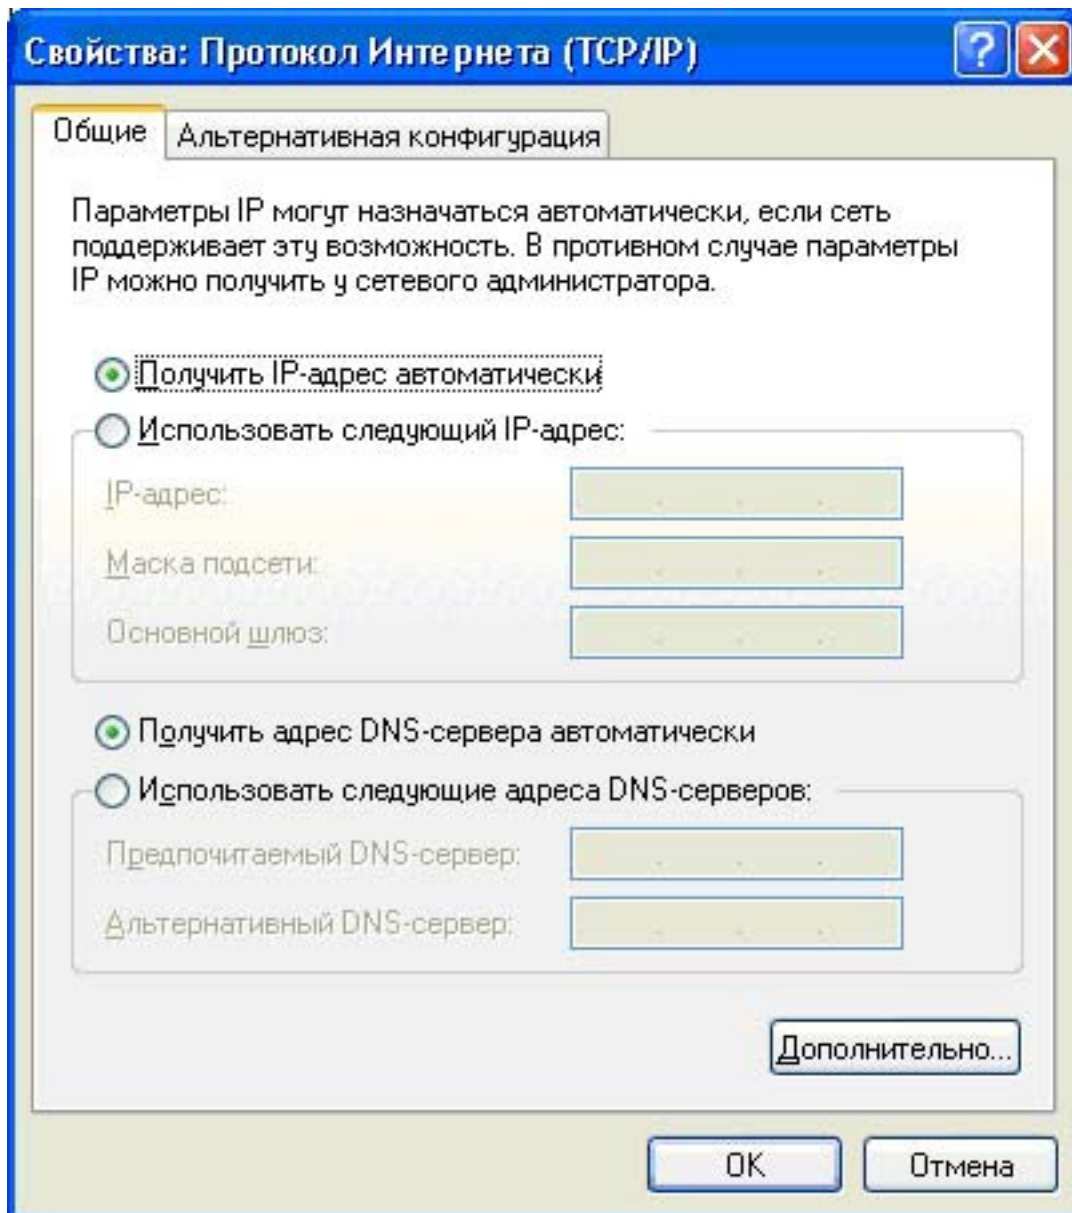 Свойства: Протокол Интернета (TCP/IP)
Общие
Альтернативная конфигурация
Параметры IP могут назначаться автоматически, если сеть
поддерживает эту возможность. В противном случае параметры
IP можно получить у сетевого администратора.
Получить IP-адрес автоматически
Использовать следующий IP-адрес:
IP-адрес:
Маска подсети:
Основной шлюз:
Получить адрес DNS-сервера автоматически
Использовать следующие адреса DNS-серверов:
Предпочитаемый DNS-сервер:
Альтернативный DNS-сервер:
Дополнительно...
OK
Отмена